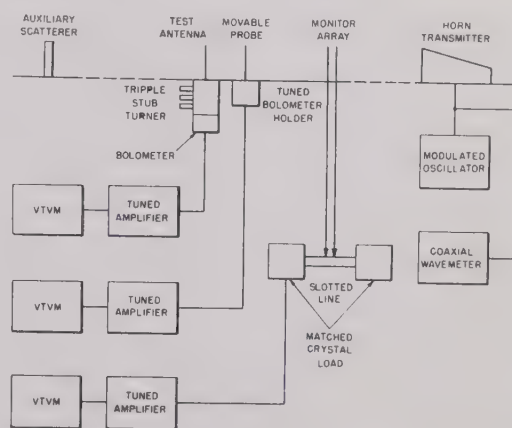 AUXILIARY
SCATTERER
TEST
ANTENNA
MOVABLE
PROBE
MONITOR
ARRAY
HORN
TRANSMITTER
TRIPPLE
STUB
TURNER
TUNED
BOLOMETER
HOLDER
BOLOMETER
MODULATED
OSCILLATOR
VTVM
TUNED
AMPLIFIER
COAXIAL
WAVEMETER
SLOTTED
LINE
VTVM
TUNED
AMPLIFIER
MATCHED
CRYSTAL
LOAD
VTVM
TUNED
AMPLIFIER